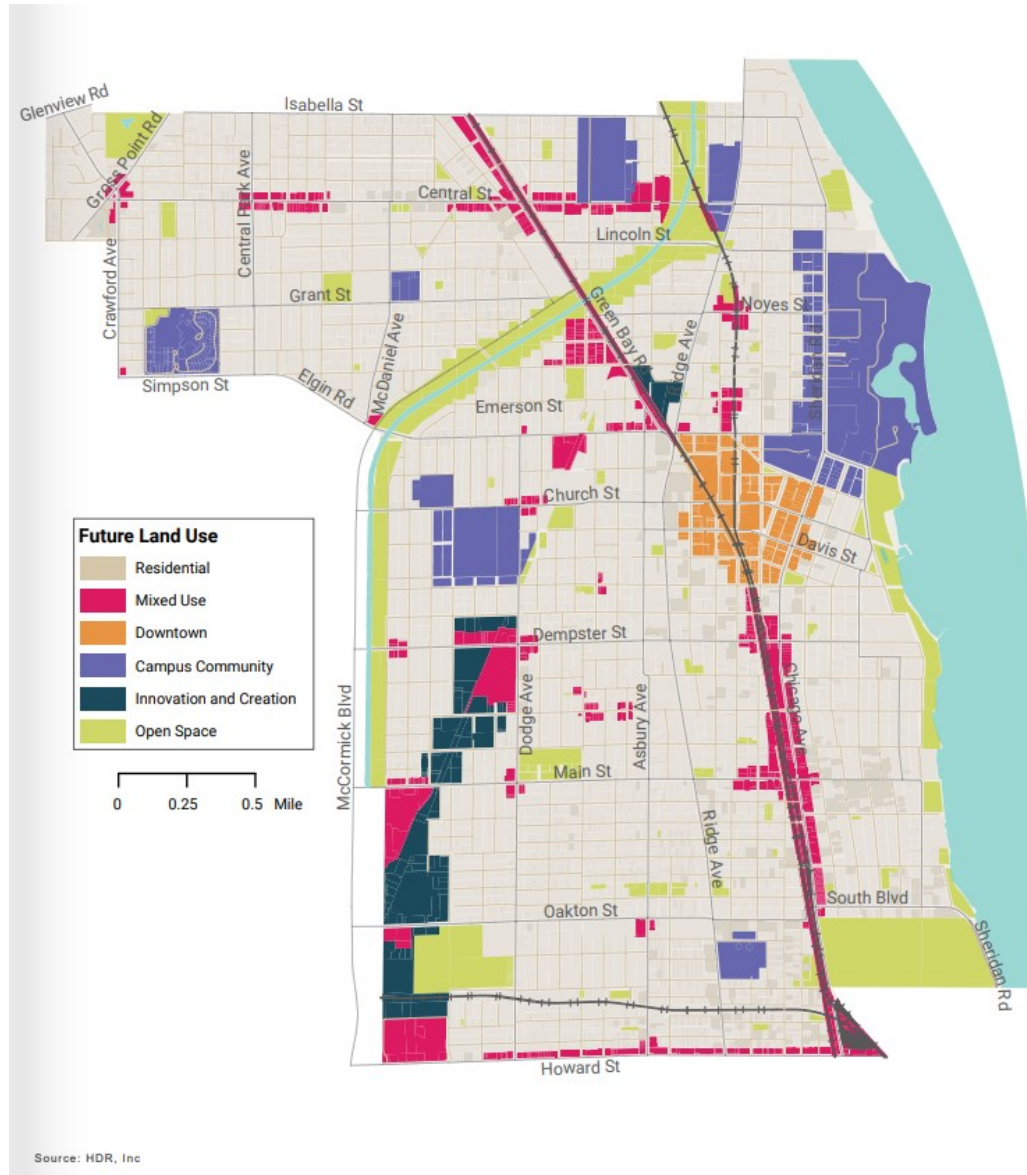 Glenview Rd
Gross Point Rd
Isabella St
Central Park Ave
Central St
Lincoln St
Crawford Ave
Grant St
Green Bay R
Noyes St
McDaniel Ave
Ridge Ave
Sheridan Rd
Simpson St
Elgin Rd
Emerson St
Church St
Davis St
Future Land Use
Residential
Mixed Use
Downtown
Campus Community
Innovation and Creation
Open Space
Dempster St
Chicago Ave
Dodge Ave
Asbury Ave
McCormick Blvd
Main St
0 0.25 0.5 Mile
Ridge Ave
South Blvd
Oakton St
Sheridan Rd
Howard St
Source: HDR, Inc